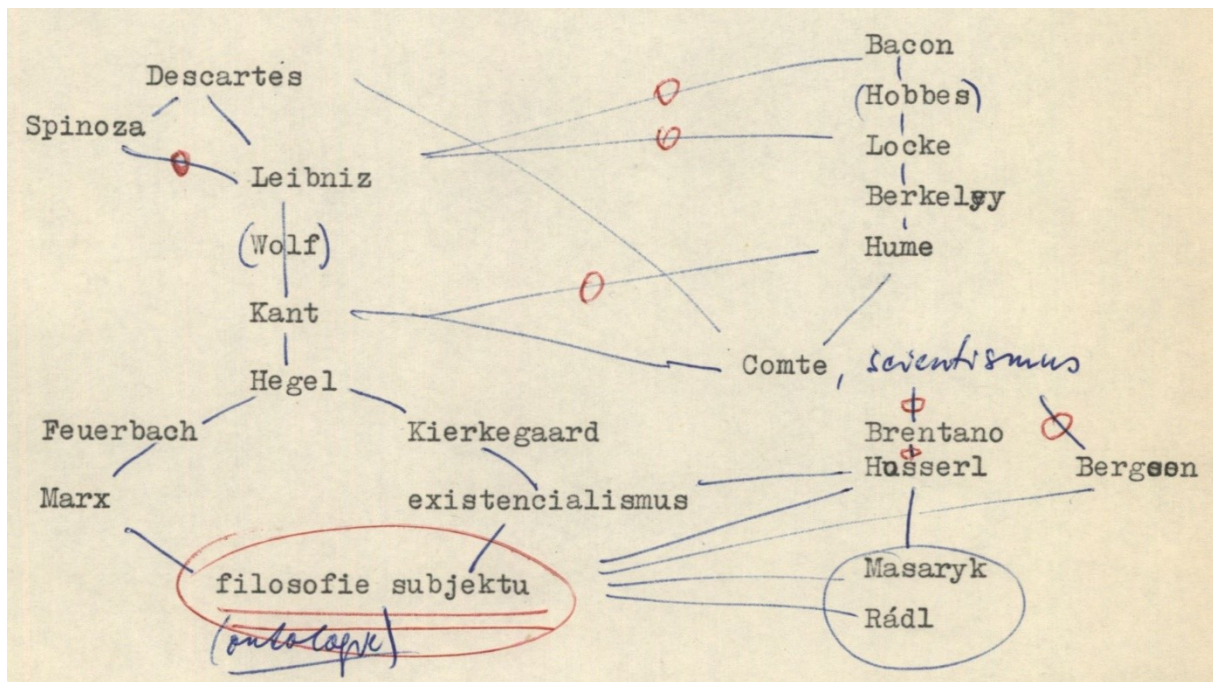 Bacon
Descartes
(Hobbes)
Spinoza
Locke
Leibniz
Berkelyy
(Wolf)
Hume
Kant
Comte, scientismus
Hegel
Feuerbach
Kierkegaard
Brentano
Husserl
Bergson
Marx
existencialismus
Masaryk
filosofie subjektu
Rádl
(ontologie)